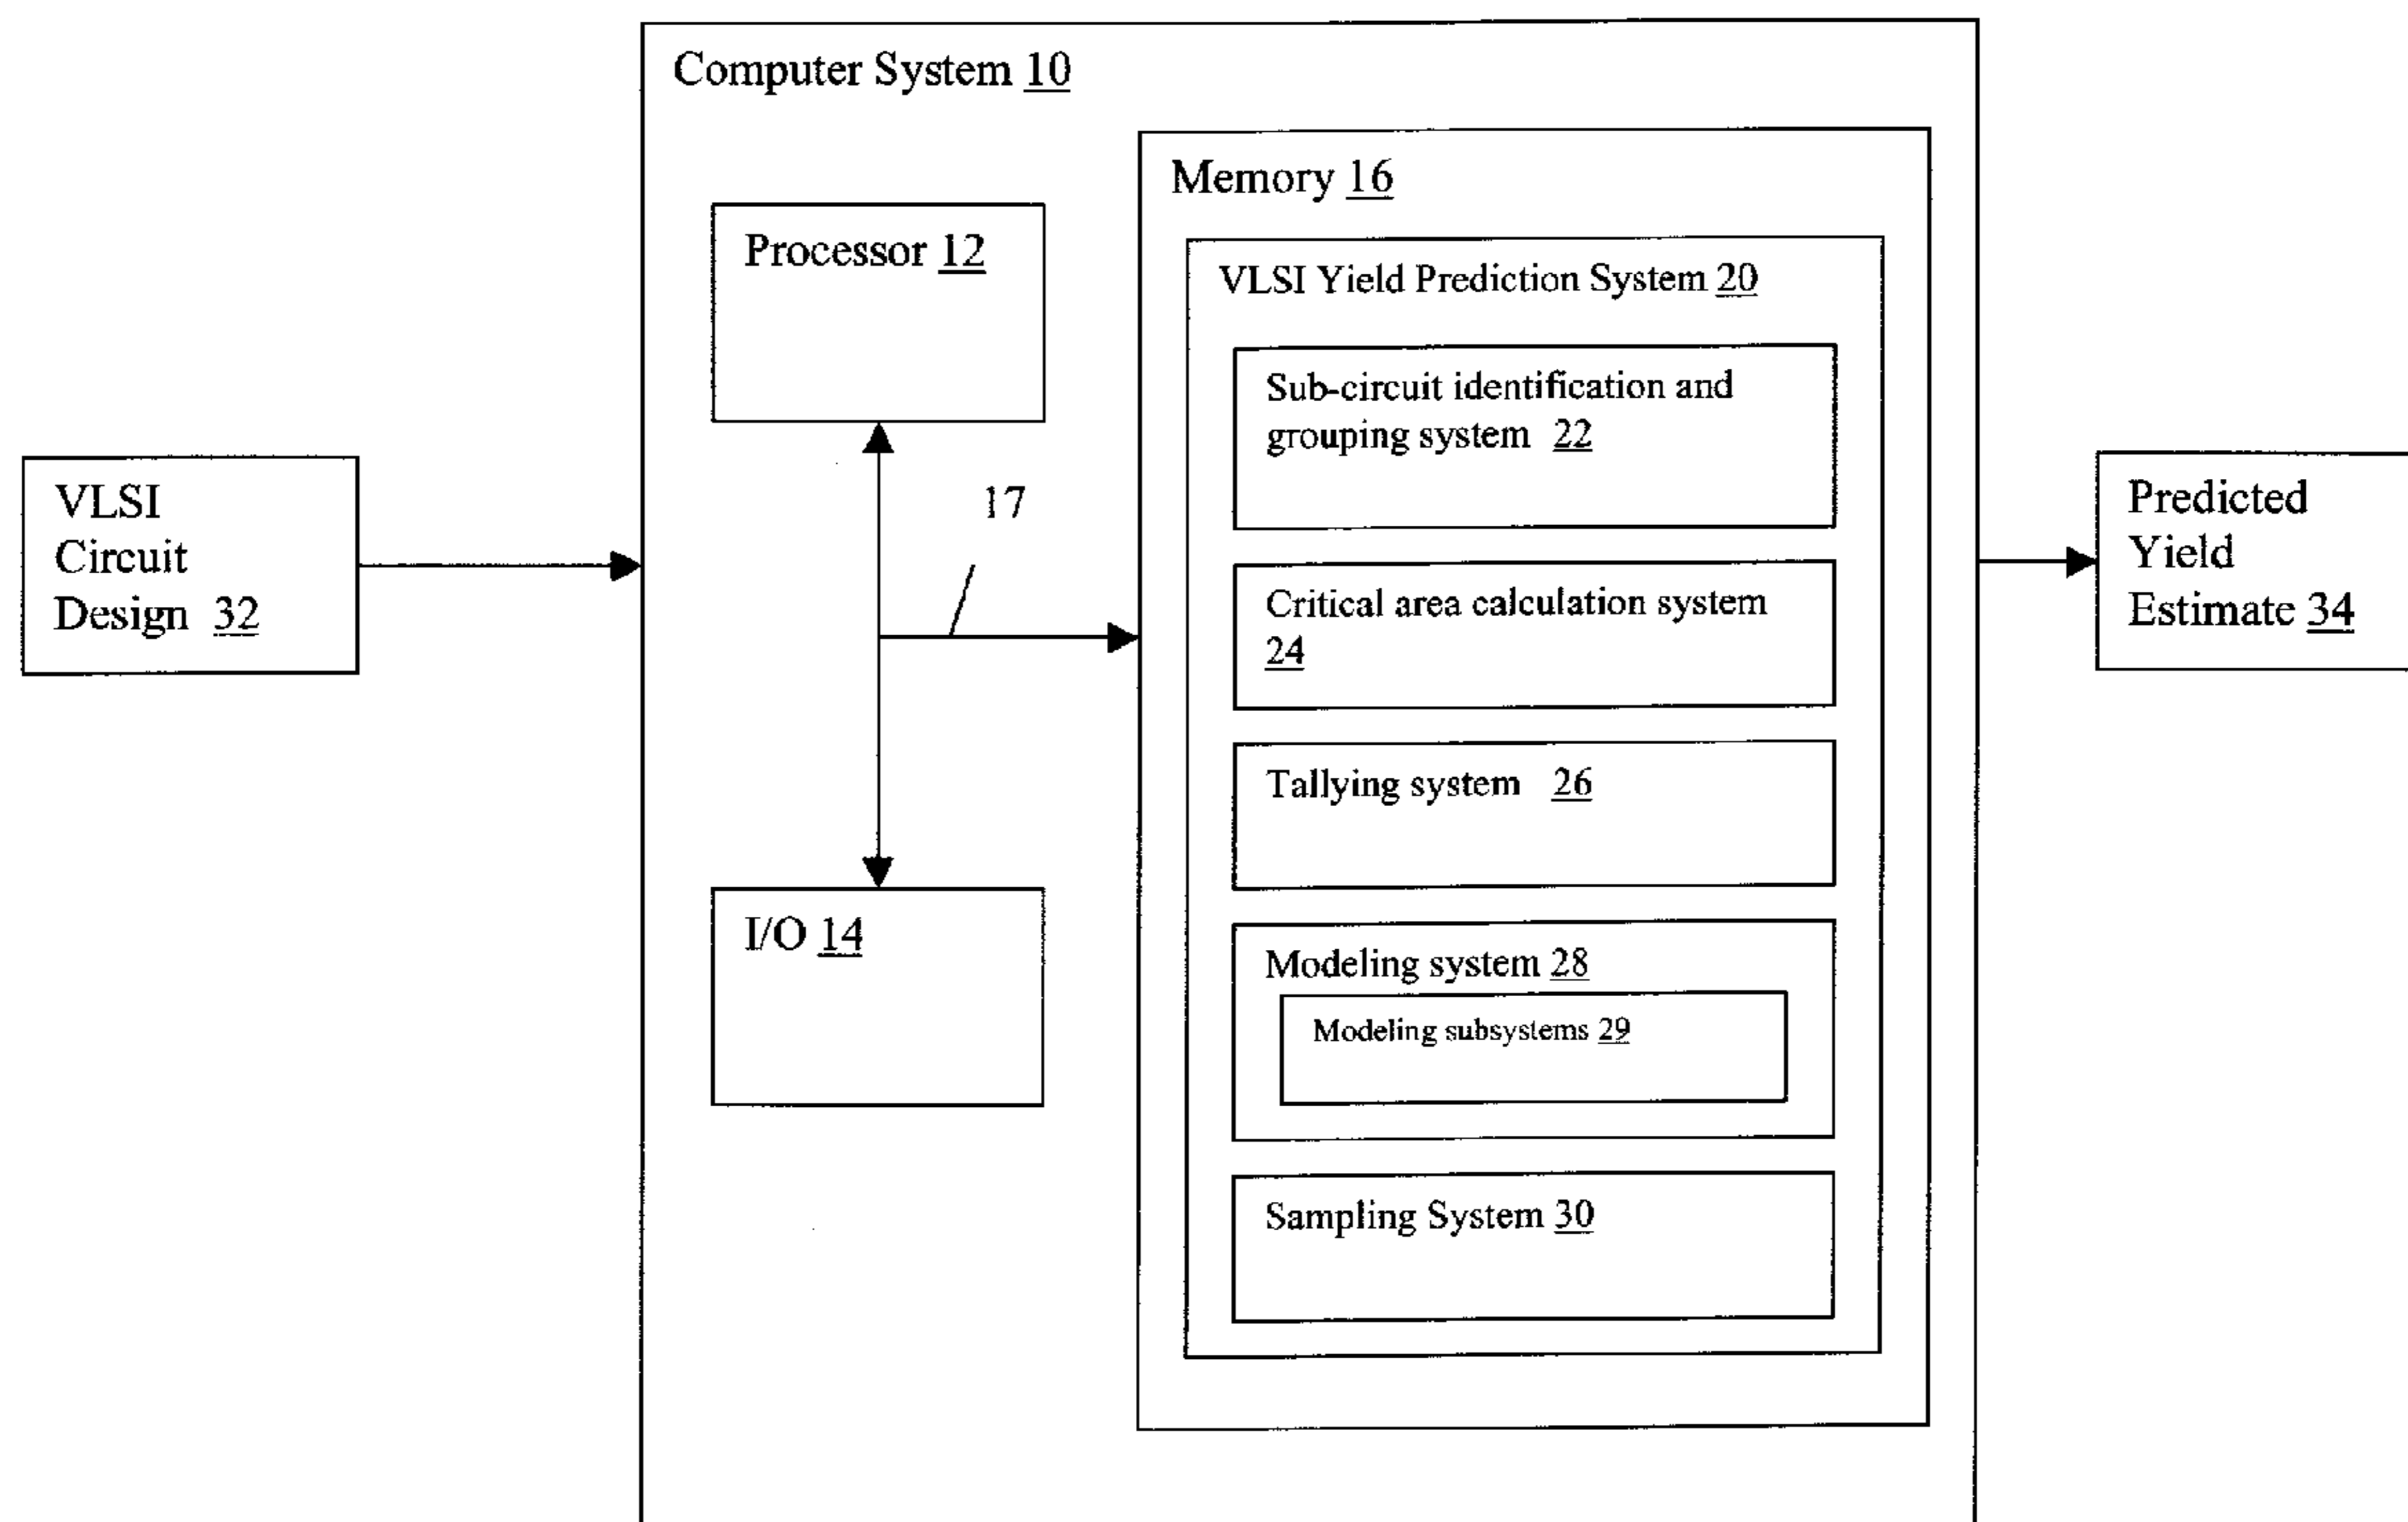 Computer System 10
Memory 16
Processor 12
VLSI Yield Prediction System 20
Sub-circuit identification and
grouping system 22
VLSI
Circuit
Design 32
17
Predicted
Yield
Estimate 34
Critical area calculation system
24
Tallying system 26
I/O 14
Modeling system 28
Modeling subsystems 29
Sampling System 30